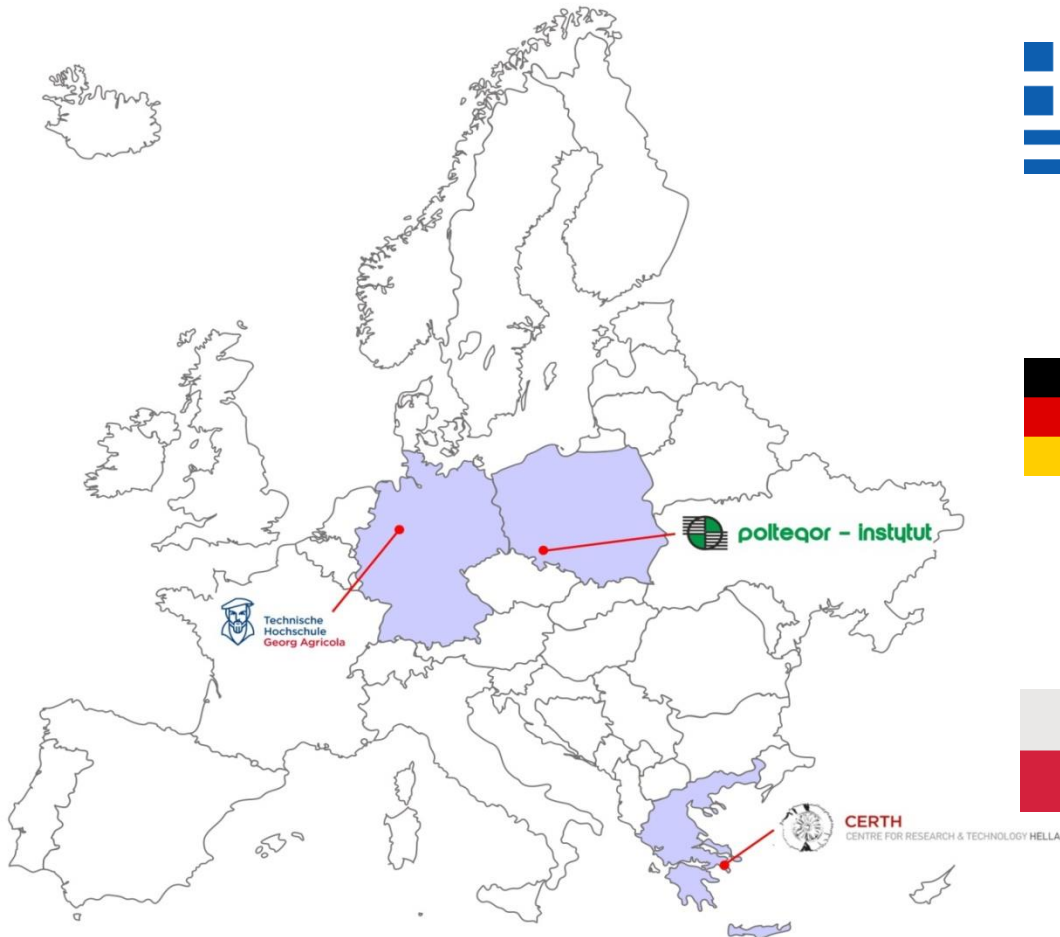 poltegor – instytut
Technische
Hochschule
Georg Agricola
CERTH
CENTRE FOR RESEARCH & TECHNOLOGY HELLA